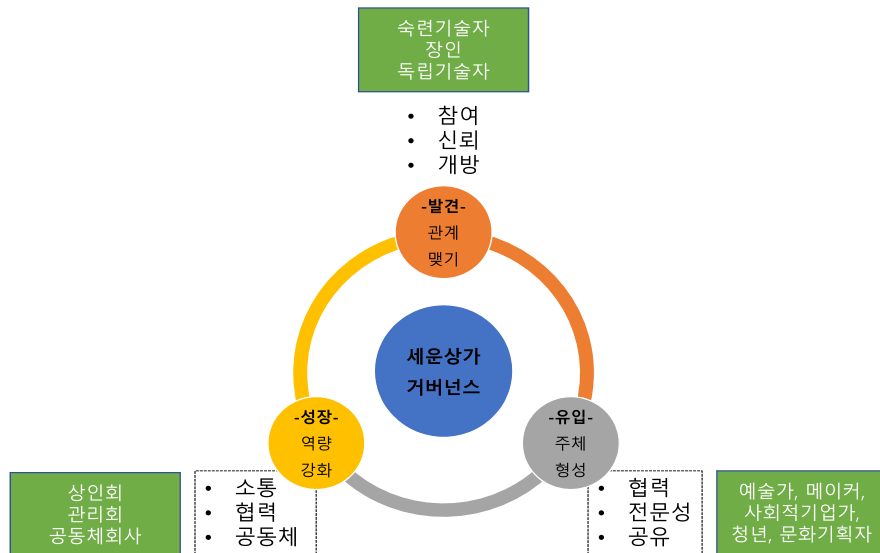 숙련기술자
장인
독립기술자
• 참여
• 신뢰
• 개방
-발견-
관계
맺기
세운상가
거버넌스
-성장-
역량
강화
-유입-
주체
형성
상인회
관리회
공동체회사
• 소통
• 협력
• 공동체
• 협력
• 전문성
• 공유
예술가, 메이커,
사회적기업가,
청년, 문화기획자